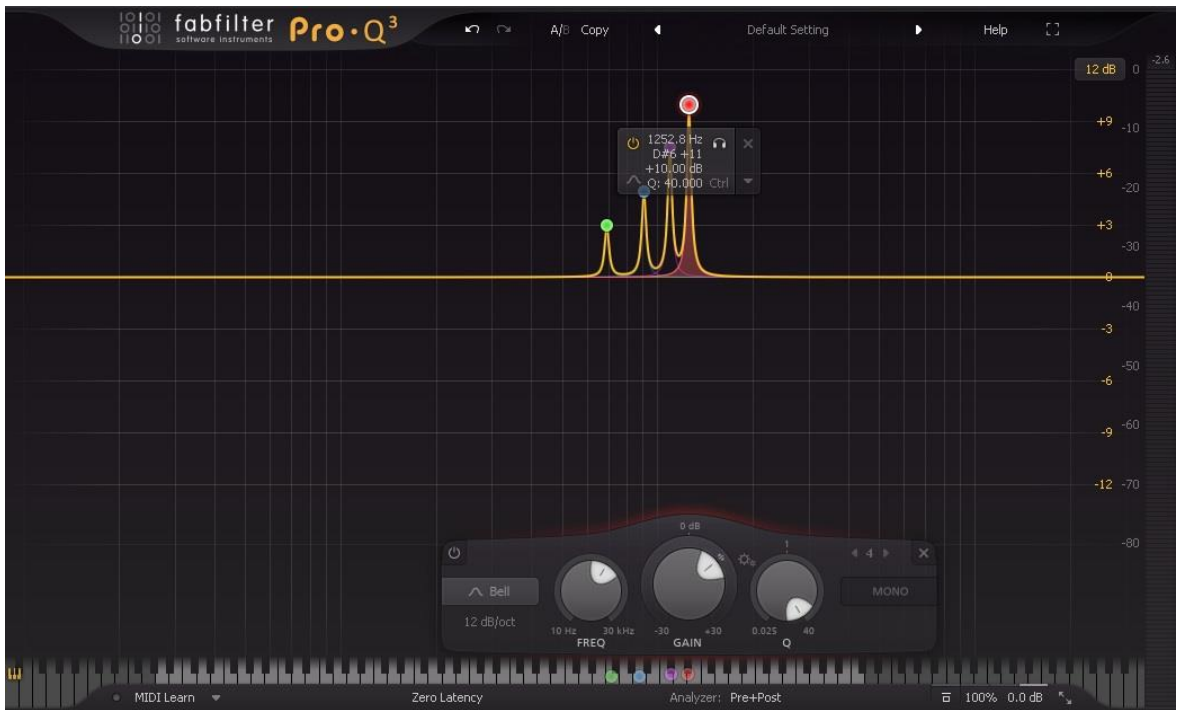 fabfilter Pro·Q³
software instruments
A/B Copy Default Setting Help
12 dB 0 -2.6
+9 -10
1252.8 Hz
D#6 +11
+10.00 dB
Q: 40.000 Ctrl
+6 -20
+3 -30
0
-40
-3
-50
-6
-9 -60
-12 -70
-80
0 dB
1
4
Bell
MONO
12 dB/oct
10 Hz 30 kHz -30 +30 0.025 40
FREQ GAIN Q
MIDI Learn Zero Latency Analyzer: Pre+Post 100% 0.0 dB